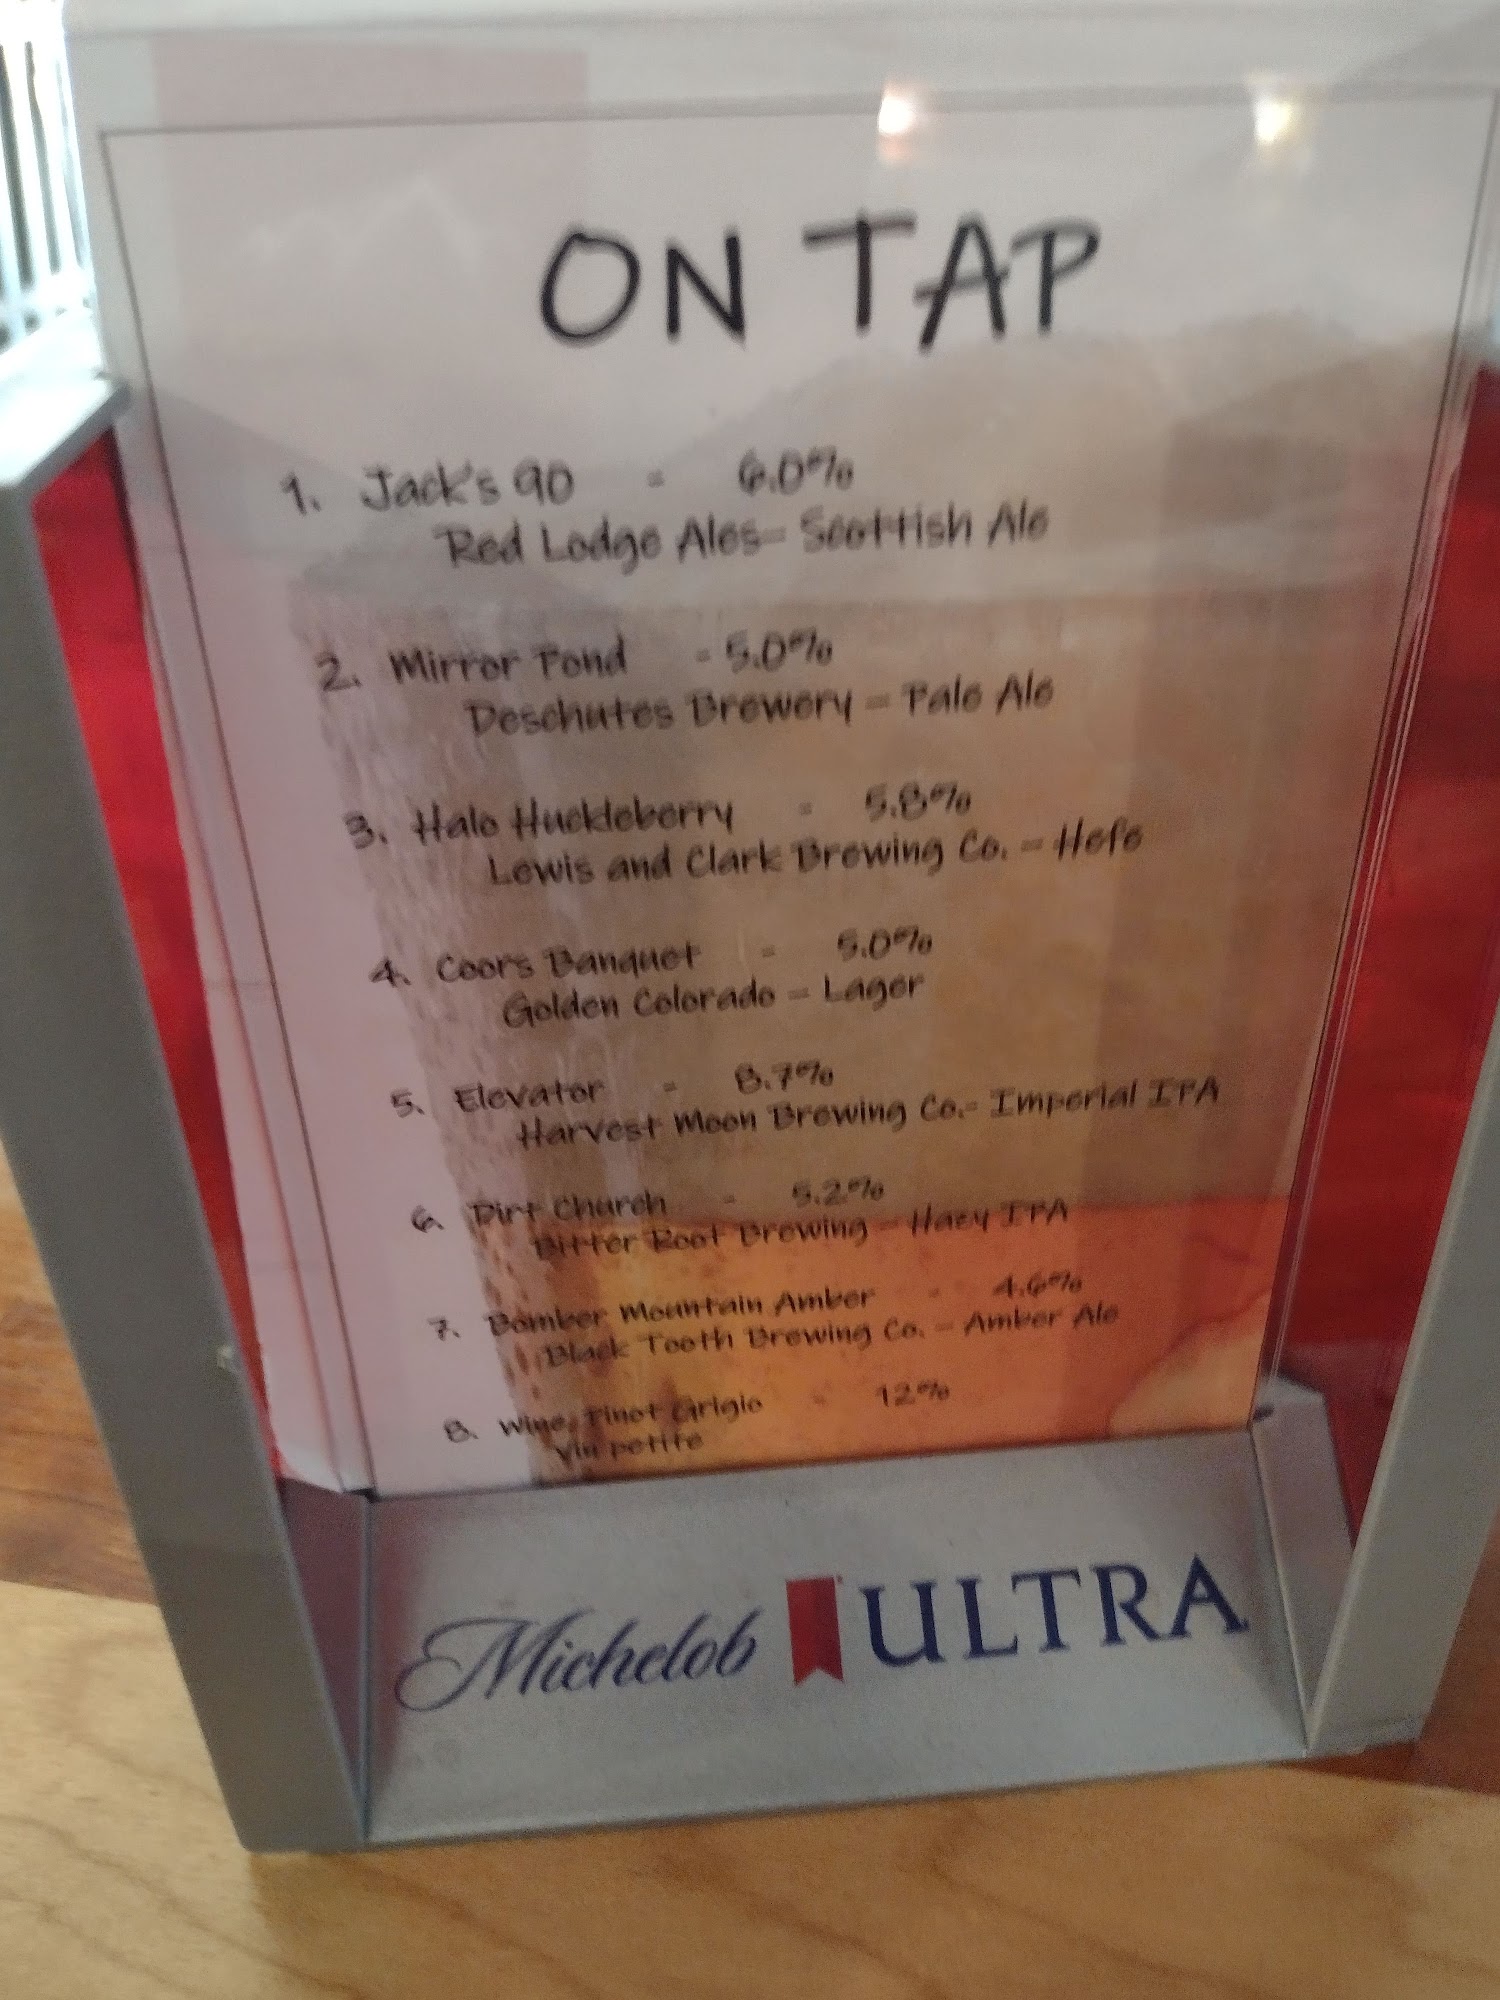 ON TAP
1. Jack's 90 - 6.0%
Red Lodge Ales- Scottish Ale
2. Mirror Pond - 5.0%
Deschutes Brewery - Pale Ale
3. Halo Huckleberry - 5.8%
Lewis and Clark Brewing Co. - Hefe
4. Coors Banquet - 5.0%
Golden Colorado - Lager
5. Elevator - 8.7%
Harvest Moon Brewing Co.- Imperial IPA
6. Dirt Church - 5.2%
Bitter Root Brewing - Hazy IPA
7. Bomber Mountain Amber - 4.6%
Black Tooth Brewing Co. - Amber Ale
8. Wine, Pinot Grigio - 12%
Vin petite
Michelob ULTRA